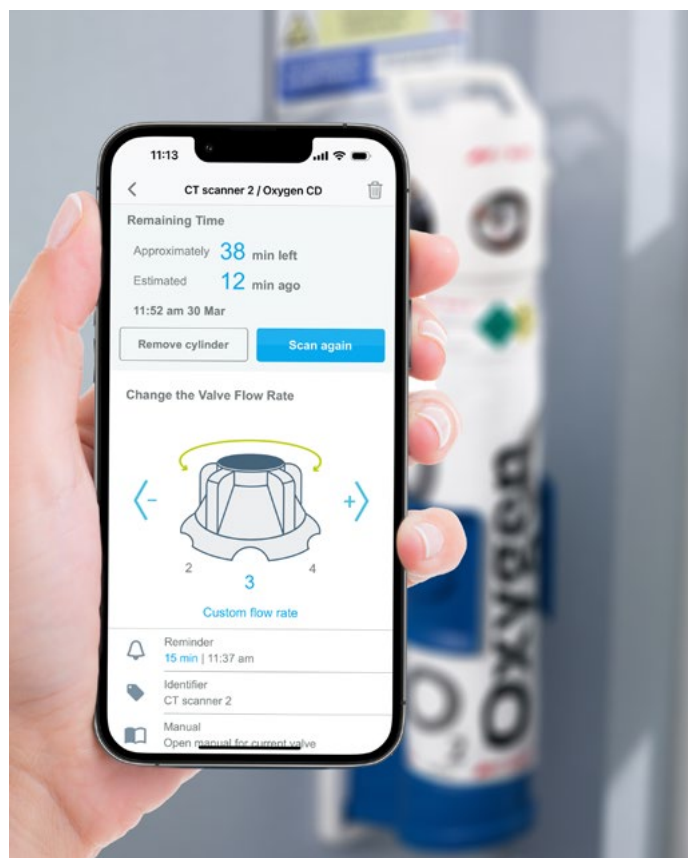 11:13
CT scanner 2 / Oxygen CD
Remaining Time
Approximately 38 min left
Estimated 12 min ago
11:52 am 30 Mar
Remove cylinder
Scan again
Change the Valve Flow Rate
2
3
4
Custom flow rate
Reminder
15 min | 11:37 am
Identifier
CT scanner 2
Manual
Open manual for current valve
Oxygen